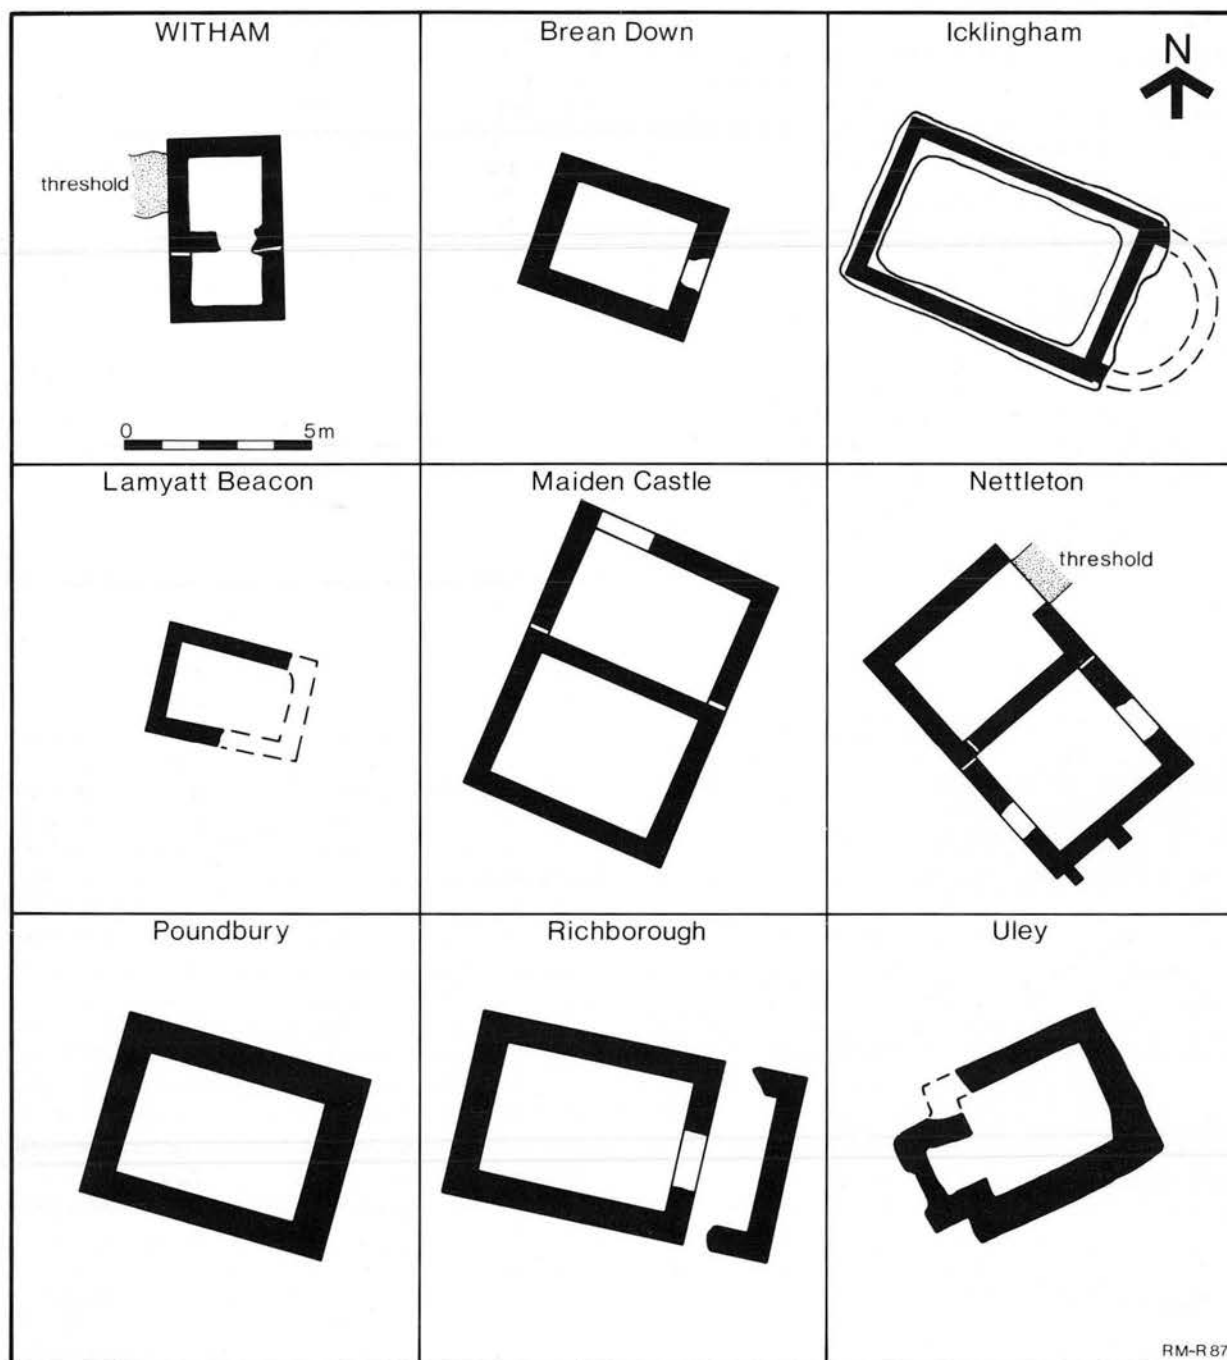 WITHAM
Brean Down
Icklingham
N
threshold
0 5m
Lamyatt Beacon
Maiden Castle
Nettleton
threshold
Poundbury
Richborough
Uley
RM-R 87